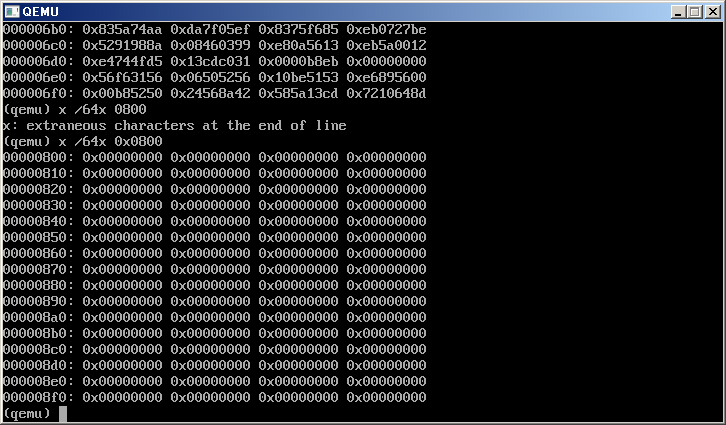 QEMU
000006b0: 0x835a74aa 0xda7f05ef 0x8375f685 0xeb0727be
000006c0: 0x5291988a 0x08460399 0xe80a5613 0xeb5a0012
000006d0: 0xe4744fd5 0x13cdc031 0x0000b8eb 0x00000000
000006e0: 0x56f63156 0x06505256 0x10be5153 0xe6895600
000006f0: 0x00b85250 0x24568a42 0x585a13cd 0x7210648d
(qemu) x /64x 0800
x: extraneous characters at the end of line
(qemu) x /64x 0x0800
00000800: 0x00000000 0x00000000 0x00000000 0x00000000
00000810: 0x00000000 0x00000000 0x00000000 0x00000000
00000820: 0x00000000 0x00000000 0x00000000 0x00000000
00000830: 0x00000000 0x00000000 0x00000000 0x00000000
00000840: 0x00000000 0x00000000 0x00000000 0x00000000
00000850: 0x00000000 0x00000000 0x00000000 0x00000000
00000860: 0x00000000 0x00000000 0x00000000 0x00000000
00000870: 0x00000000 0x00000000 0x00000000 0x00000000
00000880: 0x00000000 0x00000000 0x00000000 0x00000000
00000890: 0x00000000 0x00000000 0x00000000 0x00000000
000008a0: 0x00000000 0x00000000 0x00000000 0x00000000
000008b0: 0x00000000 0x00000000 0x00000000 0x00000000
000008c0: 0x00000000 0x00000000 0x00000000 0x00000000
000008d0: 0x00000000 0x00000000 0x00000000 0x00000000
000008e0: 0x00000000 0x00000000 0x00000000 0x00000000
000008f0: 0x00000000 0x00000000 0x00000000 0x00000000
(qemu)